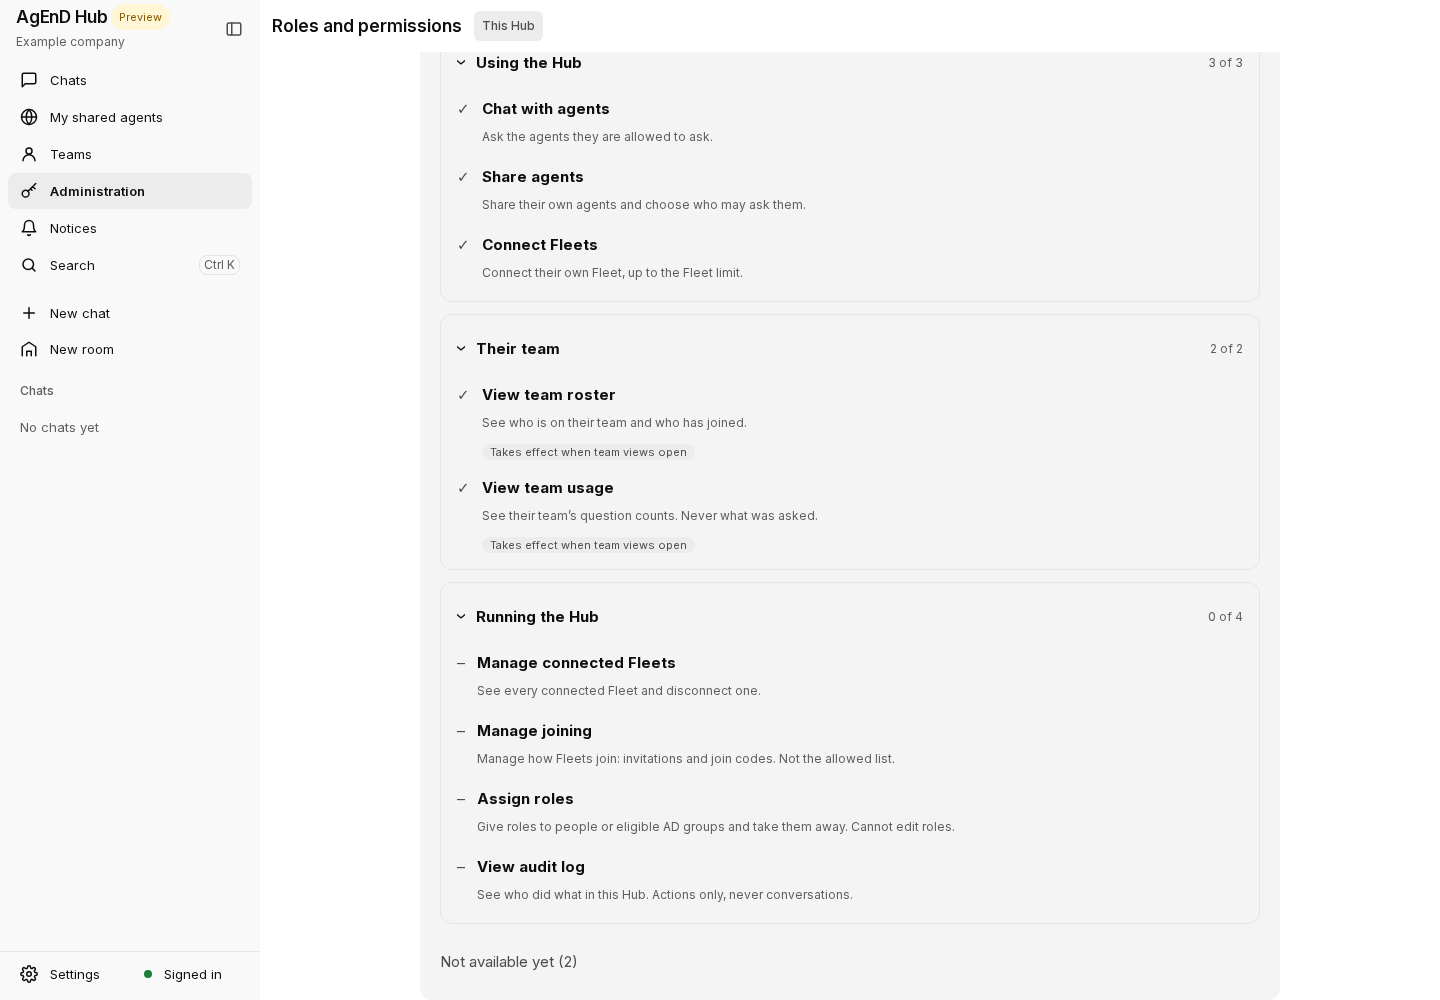 AgEnD Hub Preview
Example company
Chats
My shared agents
Teams
Administration
Notices
Search Ctrl K
New chat
New room
Chats
No chats yet
Settings
Signed in
Roles and permissions This Hub
Using the Hub 3 of 3
✓ Chat with agents
Ask the agents they are allowed to ask.
✓ Share agents
Share their own agents and choose who may ask them.
✓ Connect Fleets
Connect their own Fleet, up to the Fleet limit.
Their team 2 of 2
✓ View team roster
See who is on their team and who has joined.
Takes effect when team views open
✓ View team usage
See their team’s question counts. Never what was asked.
Takes effect when team views open
Running the Hub 0 of 4
– Manage connected Fleets
See every connected Fleet and disconnect one.
– Manage joining
Manage how Fleets join: invitations and join codes. Not the allowed list.
– Assign roles
Give roles to people or eligible AD groups and take them away. Cannot edit roles.
– View audit log
See who did what in this Hub. Actions only, never conversations.
Not available yet (2)